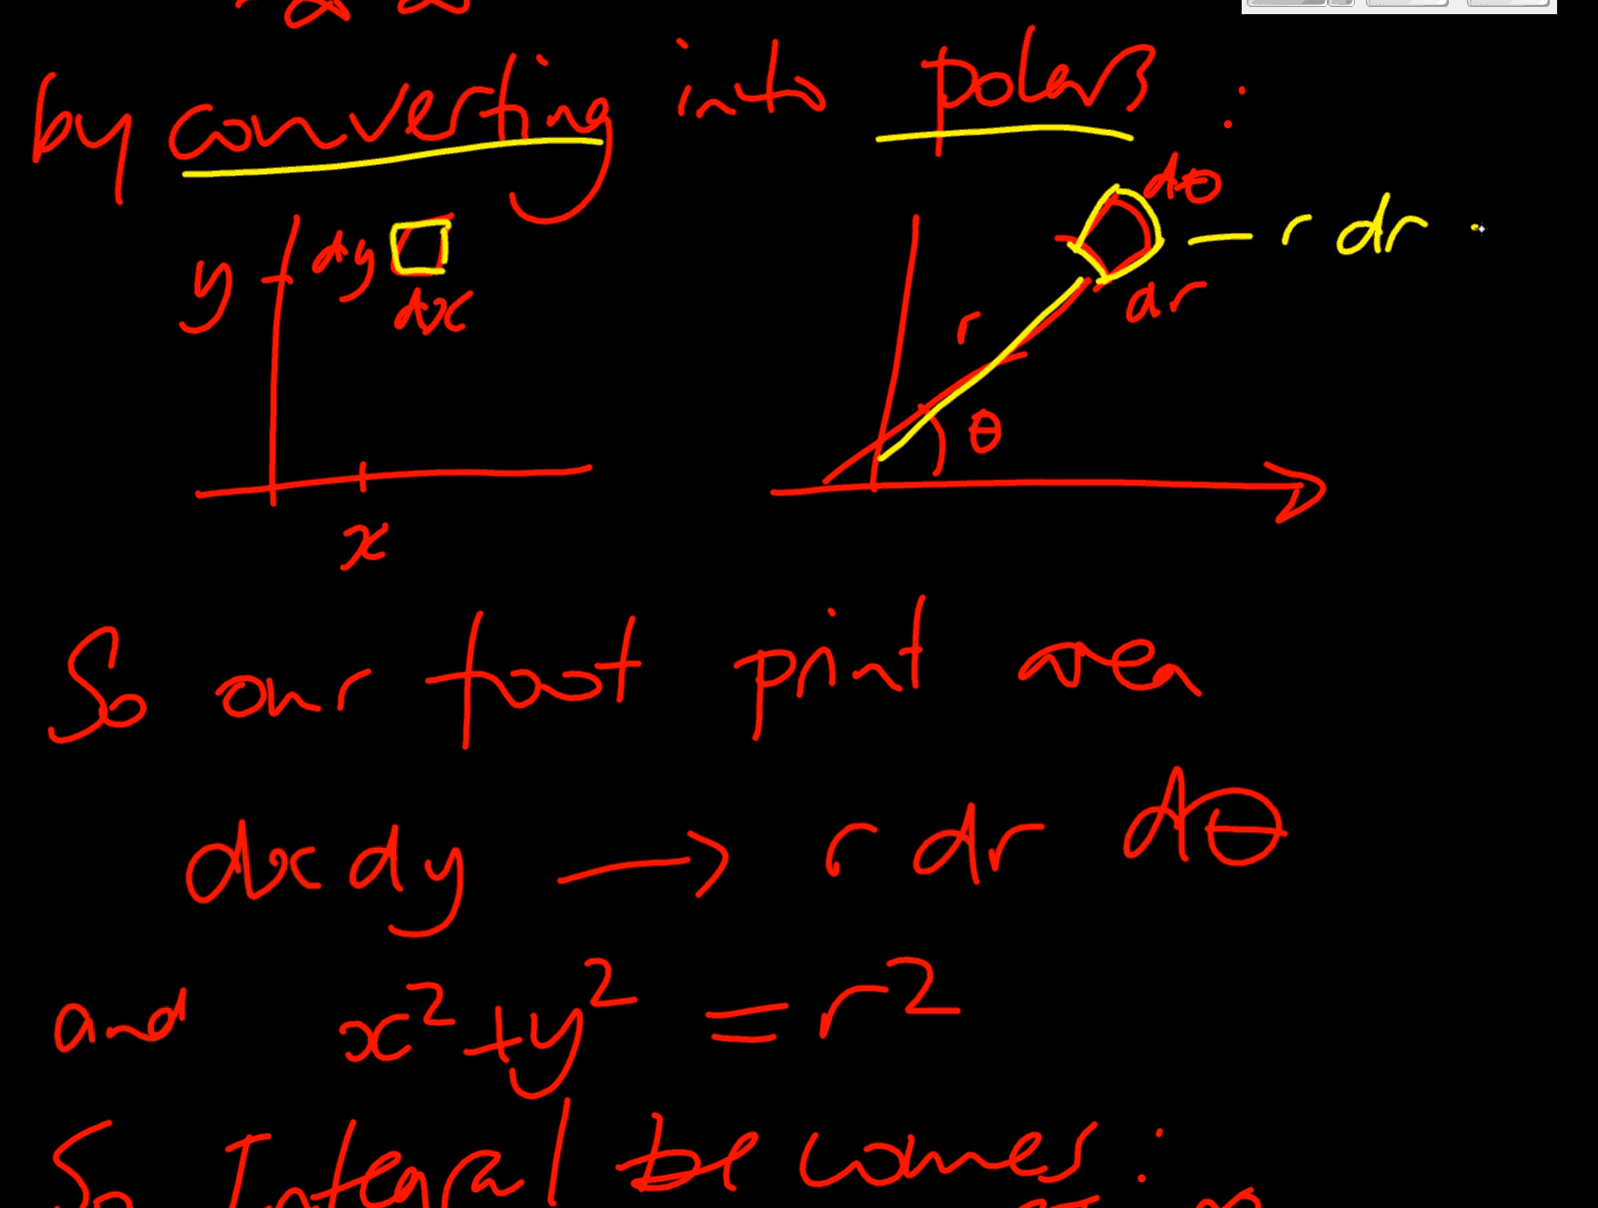 by converting into polars :
y dy dx x
r θ dθ dr r dr
So our foot print area
dx dy → r dr dθ
and x² + y² = r²
So Integral becomes :